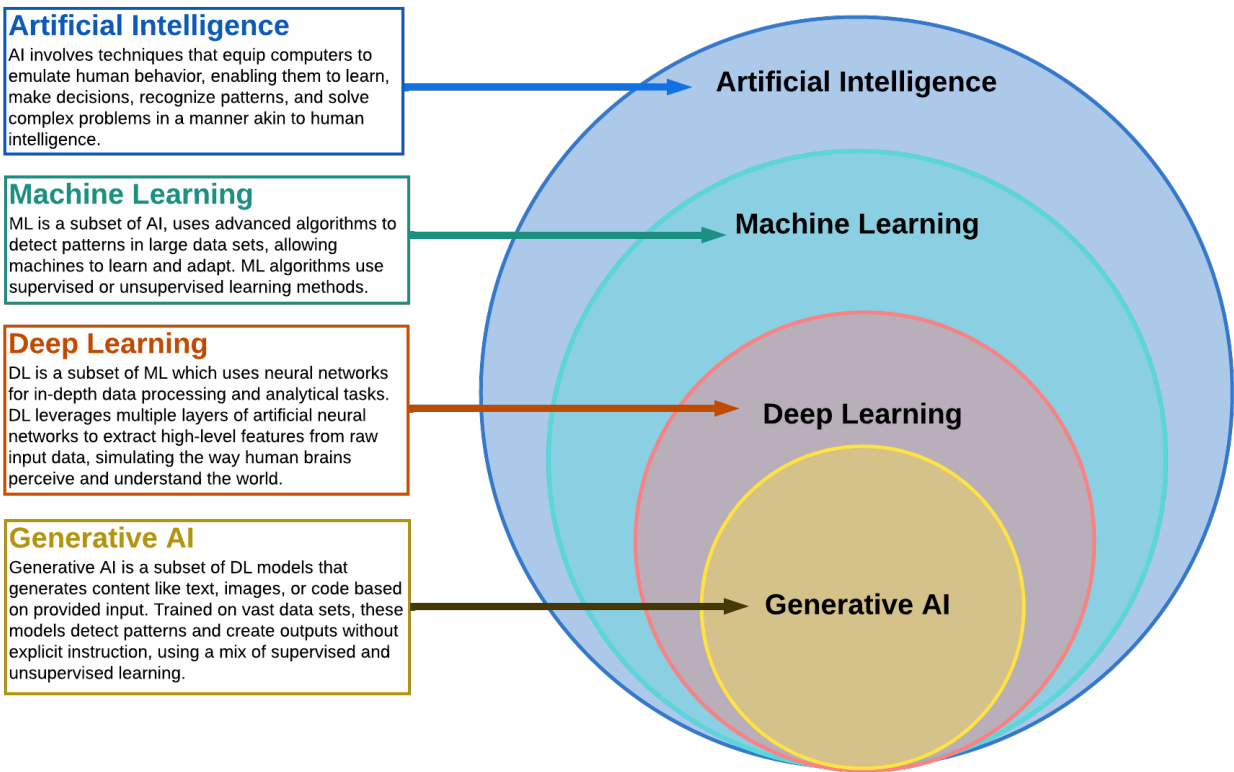 Artificial Intelligence
AI involves techniques that equip computers to
emulate human behavior, enabling them to learn,
make decisions, recognize patterns, and solve
complex problems in a manner akin to human
intelligence.
Machine Learning
ML is a subset of AI, uses advanced algorithms to
detect patterns in large data sets, allowing
machines to learn and adapt. ML algorithms use
supervised or unsupervised learning methods.
Deep Learning
DL is a subset of ML which uses neural networks
for in-depth data processing and analytical tasks.
DL leverages multiple layers of artificial neural
networks to extract high-level features from raw
input data, simulating the way human brains
perceive and understand the world.
Generative AI
Generative AI is a subset of DL models that
generates content like text, images, or code based
on provided input. Trained on vast data sets, these
models detect patterns and create outputs without
explicit instruction, using a mix of supervised and
unsupervised learning.
Artificial Intelligence
Machine Learning
Deep Learning
Generative AI